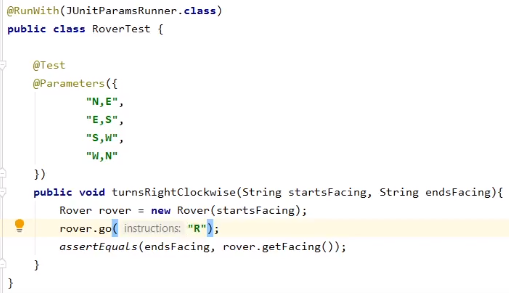 @RunWith(JUnitParamsRunner.class)
public class RoverTest {
@Test
@Parameters({
"N,E",
"E,S",
"S,W",
"W,N"
})
public void turnsRightClockwise(String startsFacing, String endsFacing){
Rover rover = new Rover(startsFacing);
rover.go( instructions: "R");
assertEquals(endsFacing, rover.getFacing());
}
}